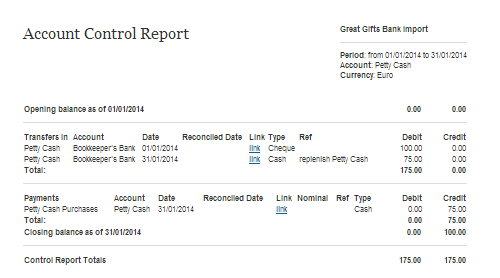 Account Control Report
Great Gifts Bank Import
Period: from 01/01/2014 to 31/01/2014
Account: Petty Cash
Currency: Euro
Opening balance as of 01/01/2014 0.00 0.00
Transfers In Account Date Reconciled Date Link Type Ref Debit Credit
Petty Cash Bookkeeper's Bank 01/01/2014 link Cheque 100.00 0.00
Petty Cash Bookkeeper's Bank 31/01/2014 link Cash replenish Petty Cash 75.00 0.00
Total: 175.00 0.00
Payments Account Date Reconciled Date Link Nominal Ref Type Debit Credit
Petty Cash Purchases Petty Cash 31/01/2014 link Cash 0.00 75.00
Total: 0.00 75.00
Closing balance as of 31/01/2014 0.00 100.00
Control Report Totals 175.00 175.00